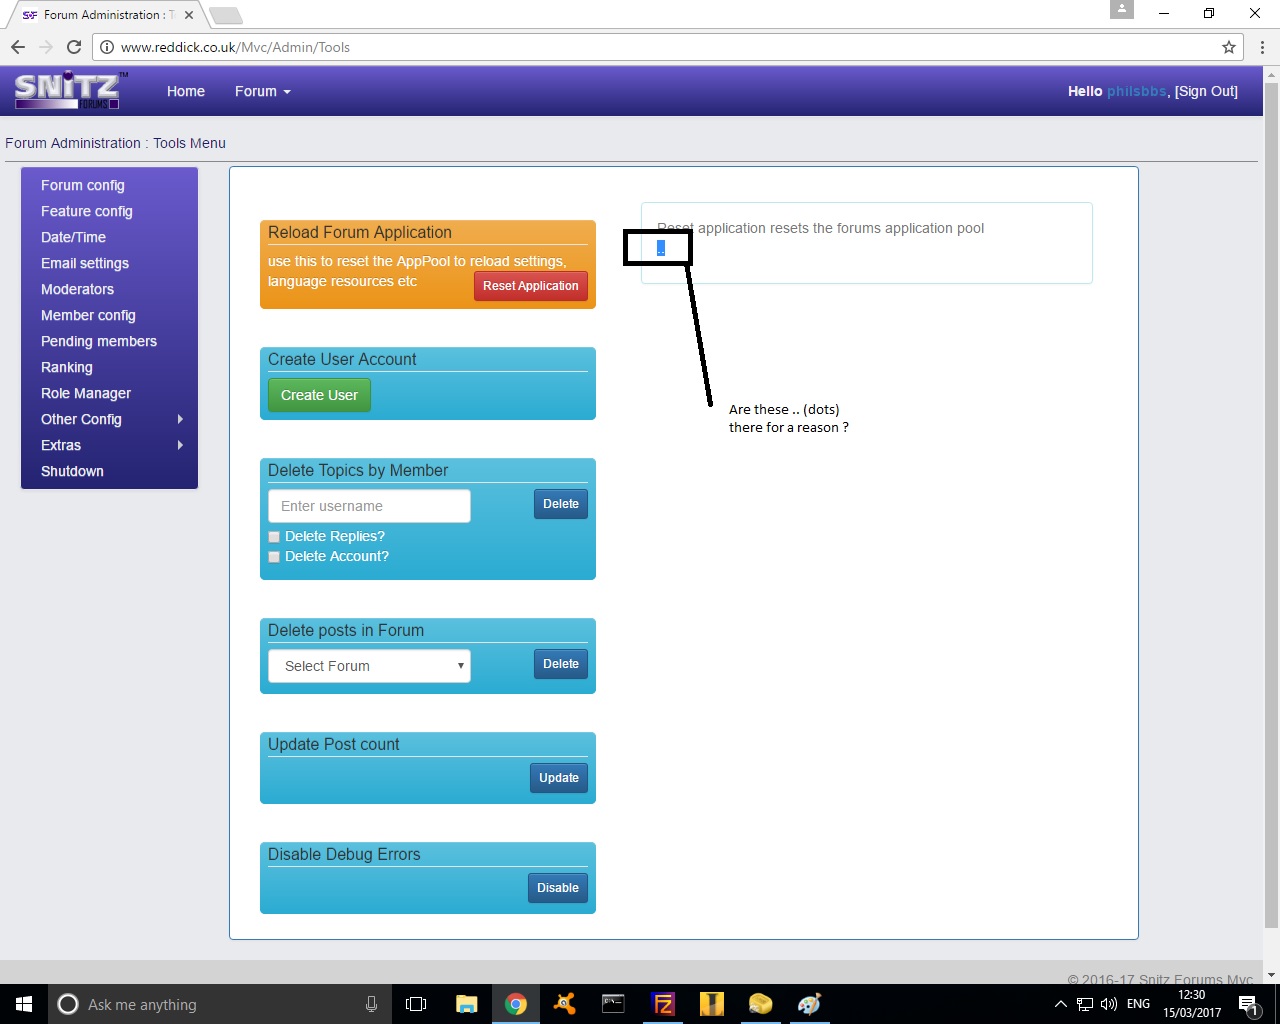 Forum Administration : T
www.reddick.co.uk/Mvc/Admin/Tools
SNiTZ™
FORUMS
Home
Forum
Hello philsbbs, [Sign Out]
Forum Administration : Tools Menu
Forum config
Feature config
Date/Time
Email settings
Moderators
Member config
Pending members
Ranking
Role Manager
Other Config
Extras
Shutdown
Reload Forum Application
use this to reset the AppPool to reload settings,
language resources etc
Reset Application
Create User Account
Create User
Delete Topics by Member
Enter username
Delete
Delete Replies?
Delete Account?
Delete posts in Forum
Select Forum
Delete
Update Post count
Update
Disable Debug Errors
Disable
Reset application resets the forums application pool
..
Are these .. (dots)
there for a reason ?
© 2016-17 Snitz Forums Mvc
Ask me anything
ENG
12:30
15/03/2017
1